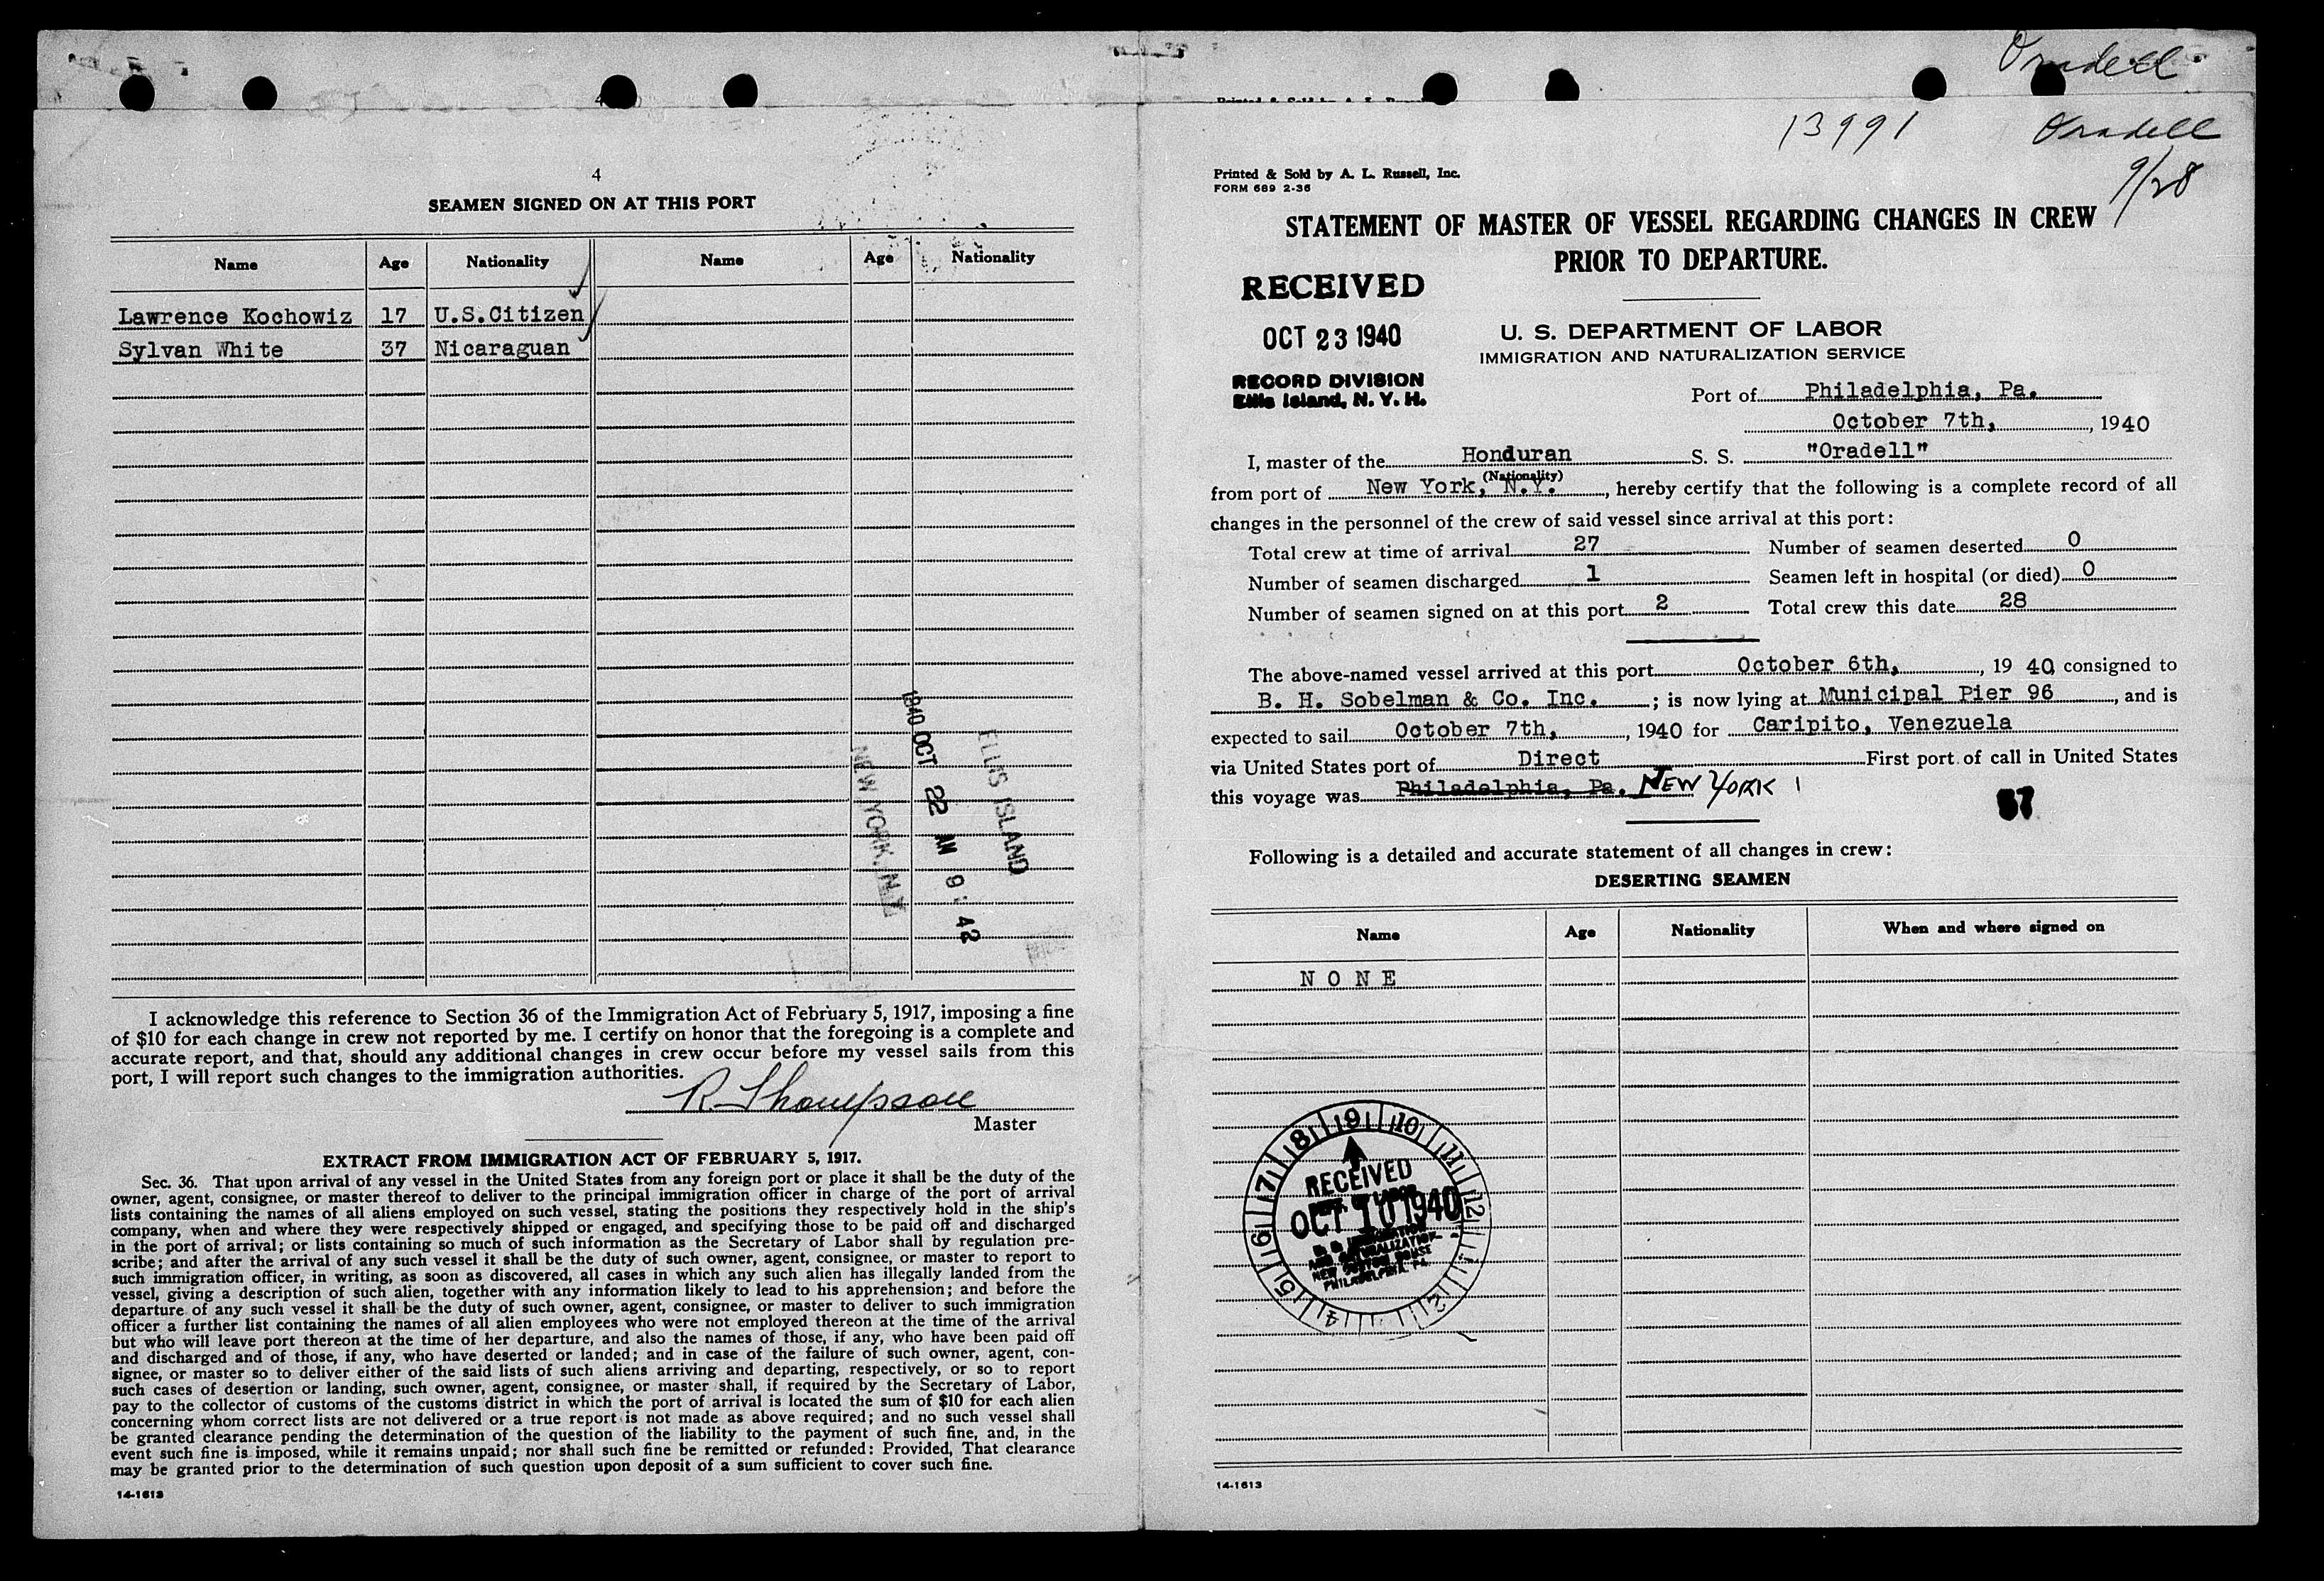 4
SEAMEN SIGNED ON AT THIS PORT
Name Age Nationality Name Age Nationality
Lawrence Kochowiz 17 U.S.Citizen
Sylvan White 37 Nicaraguan
ELLIS ISLAND
1940 OCT 22 AM 9:42
NEW YORK, N.Y.
I acknowledge this reference to Section 36 of the Immigration Act of February 5, 1917, imposing a fine
of $10 for each change in crew not reported by me. I certify on honor that the foregoing is a complete and
accurate report, and that, should any additional changes in crew occur before my vessel sails from this
port, I will report such changes to the immigration authorities.
R Thompson
Master
EXTRACT FROM IMMIGRATION ACT OF FEBRUARY 5, 1917.
Sec. 36. That upon arrival of any vessel in the United States from any foreign port or place it shall be the duty of the
owner, agent, consignee, or master thereof to deliver to the principal immigration officer in charge of the port of arrival
lists containing the names of all aliens employed on such vessel, stating the positions they respectively hold in the ship's
company, when and where they were respectively shipped or engaged, and specifying those to be paid off and discharged
in the port of arrival; or lists containing so much of such information as the Secretary of Labor shall by regulation pre-
scribe; and after the arrival of any such vessel it shall be the duty of such owner, agent, consignee, or master to report to
such immigration officer, in writing, as soon as discovered, all cases in which any such alien has illegally landed from the
vessel, giving a description of such alien, together with any information likely to lead to his apprehension; and before the
departure of any such vessel it shall be the duty of such owner, agent, consignee, or master to deliver to such immigration
officer a further list containing the names of all alien employees who were not employed thereon at the time of the arrival
but who will leave port thereon at the time of her departure, and also the names of those, if any, who have been paid off
and discharged and of those, if any, who have deserted or landed; and in case of the failure of such owner, agent, con-
signee, or master so to deliver either of the said lists of such aliens arriving and departing, respectively, or so to report
such cases of desertion or landing, such owner, agent, consignee, or master shall, if required by the Secretary of Labor,
pay to the collector of customs of the customs district in which the port of arrival is located the sum of $10 for each alien
concerning whom correct lists are not delivered or a true report is not made as above required; and no such vessel shall
be granted clearance pending the determination of the question of the liability to the payment of such fine, and, in the
event such fine is imposed, while it remains unpaid; nor shall such fine be remitted or refunded: Provided, That clearance
may be granted prior to the determination of such question upon deposit of a sum sufficient to cover such fine.
14-1613
Oradell
13991 Oradell
9/28
Printed & Sold by A. L. Russell, Inc.
FORM 689 2-36
STATEMENT OF MASTER OF VESSEL REGARDING CHANGES IN CREW
PRIOR TO DEPARTURE.
RECEIVED
OCT 23 1940
RECORD DIVISION
Ellis Island, N. Y. H.
U. S. DEPARTMENT OF LABOR
IMMIGRATION AND NATURALIZATION SERVICE
Port of Philadelphia, Pa.
October 7th, , 1940
I, master of the Honduran S. S. "Oradell"
(Nationality)
from port of New York, N.Y. , hereby certify that the following is a complete record of all
changes in the personnel of the crew of said vessel since arrival at this port:
Total crew at time of arrival 27 Number of seamen deserted 0
Number of seamen discharged 1 Seamen left in hospital (or died) 0
Number of seamen signed on at this port 2 Total crew this date 28
The above-named vessel arrived at this port October 6th, , 19 40 consigned to
B. H. Sobelman & Co. Inc. ; is now lying at Municipal Pier 96 , and is
expected to sail October 7th, , 1940 for Caripito, Venezuela
via United States port of Direct First port of call in United States
this voyage was Philadelphia, Pa. NEW YORK
57
Following is a detailed and accurate statement of all changes in crew:
DESERTING SEAMEN
Name Age Nationality When and where signed on
N O N E
5 6 7 8 9 10 11 12 1 2 4
RECEIVED
OCT 10 1940
NEW CUSTOM HOUSE
PHILADELPHIA, PA.
14-1613